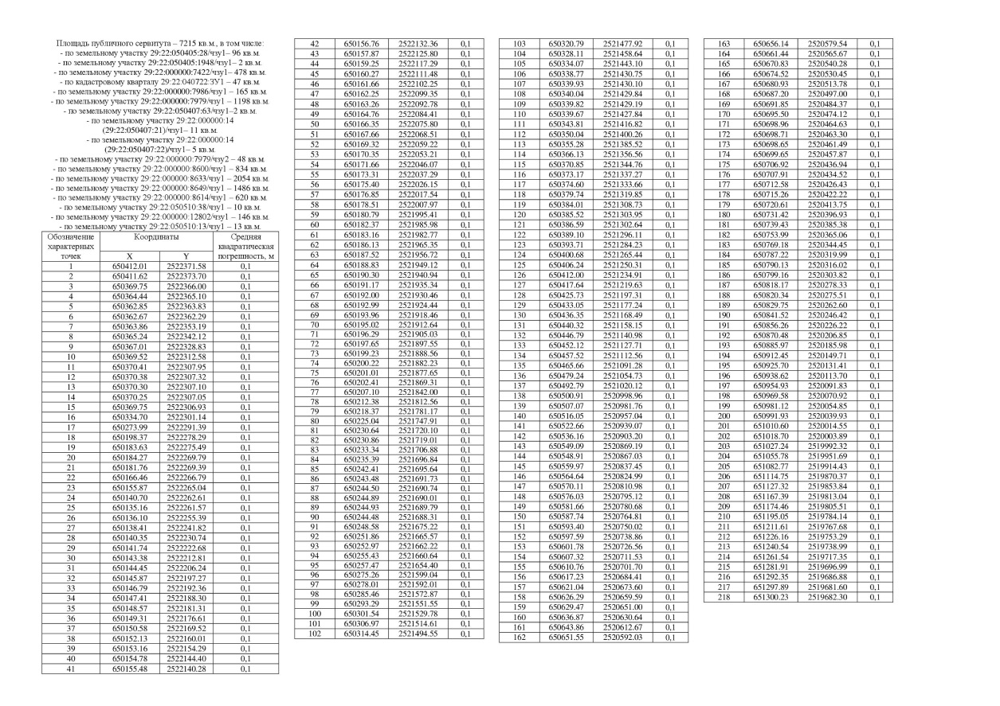 Площадь публичного сервитута – 7215 кв.м., в том числе:
- по земельному участку 29:22:050405:28/чзу1– 96 кв.м.
- по земельному участку 29:22:050405:1948/чзу1– 2 кв.м.
- по земельному участку 29:22:000000:7422/чзу1– 478 кв.м.
- по кадастровому кварталу 29:22:040722:ЗУ1 – 47 кв.м.
- по земельному участку 29:22:000000:7986/чзу1 – 165 кв.м.
- по земельному участку 29:22:000000:7979/чзу1 – 1198 кв.м.
- по земельному участку 29:22:050407:63/чзу1–2 кв.м.
- по земельному участку 29:22:000000:14
(29:22:050407:21)/чзу1– 11 кв.м.
- по земельному участку 29:22:000000:14
(29:22:050407:22)/чзу1– 5 кв.м.
- по земельному участку 29:22:000000:7979/чзу2 – 48 кв.м.
- по земельному участку 29:22:000000:8600/чзу1 – 834 кв.м.
- по земельному участку 29:22:000000:8633/чзу1 – 2054 кв.м.
- по земельному участку 29:22:000000:8649/чзу1 – 1486 кв.м.
- по земельному участку 29:22:000000:8614/чзу1 – 620 кв.м.
- по земельному участку 29:22:050510:38/чзу1 – 10 кв.м.
- по земельному участку 29:22:000000:12802/чзу1 – 146 кв.м.
- по земельному участку 29:22:050510:13/чзу1 – 13 кв.м.
Обозначение характерных точек Координаты Средняя квадратическая погрешность, м
X Y
1 650412.01 2522371.58 0,1
2 650411.62 2522373.70 0,1
3 650369.75 2522366.00 0,1
4 650364.44 2522365.10 0,1
5 650362.85 2522363.83 0,1
6 650362.67 2522362.29 0,1
7 650363.86 2522353.19 0,1
8 650365.24 2522342.12 0,1
9 650367.01 2522328.83 0,1
10 650369.52 2522312.58 0,1
11 650370.41 2522307.95 0,1
12 650370.38 2522307.32 0,1
13 650370.30 2522307.10 0,1
14 650370.25 2522307.05 0,1
15 650369.75 2522306.93 0,1
16 650334.70 2522301.14 0,1
17 650273.99 2522291.39 0,1
18 650198.37 2522278.29 0,1
19 650183.63 2522275.49 0,1
20 650184.27 2522269.79 0,1
21 650181.76 2522269.39 0,1
22 650166.46 2522266.79 0,1
23 650155.87 2522265.04 0,1
24 650140.70 2522262.61 0,1
25 650135.16 2522261.57 0,1
26 650136.10 2522255.39 0,1
27 650138.41 2522241.82 0,1
28 650140.35 2522230.74 0,1
29 650141.74 2522222.68 0,1
30 650143.38 2522212.81 0,1
31 650144.45 2522206.24 0,1
32 650145.87 2522197.27 0,1
33 650146.79 2522192.36 0,1
34 650147.41 2522188.30 0,1
35 650148.57 2522181.31 0,1
36 650149.31 2522176.61 0,1
37 650150.58 2522169.52 0,1
38 650152.13 2522160.01 0,1
39 650153.16 2522154.29 0,1
40 650154.78 2522144.40 0,1
41 650155.48 2522140.28 0,1
42 650156.76 2522132.36 0,1
43 650157.87 2522125.80 0,1
44 650159.25 2522117.29 0,1
45 650160.27 2522111.48 0,1
46 650161.66 2522102.25 0,1
47 650162.25 2522099.35 0,1
48 650163.26 2522092.78 0,1
49 650164.76 2522084.41 0,1
50 650166.35 2522075.80 0,1
51 650167.66 2522068.51 0,1
52 650169.32 2522059.22 0,1
53 650170.35 2522053.21 0,1
54 650171.66 2522046.07 0,1
55 650173.31 2522037.29 0,1
56 650175.40 2522026.15 0,1
57 650176.85 2522017.54 0,1
58 650178.51 2522007.97 0,1
59 650180.79 2521995.41 0,1
60 650182.37 2521985.98 0,1
61 650183.16 2521982.77 0,1
62 650186.13 2521965.35 0,1
63 650187.52 2521956.72 0,1
64 650188.83 2521949.12 0,1
65 650190.30 2521940.94 0,1
66 650191.17 2521935.34 0,1
67 650192.00 2521930.46 0,1
68 650192.99 2521924.44 0,1
69 650193.96 2521918.46 0,1
70 650195.02 2521912.64 0,1
71 650196.29 2521905.03 0,1
72 650197.65 2521897.55 0,1
73 650199.23 2521888.56 0,1
74 650200.22 2521882.23 0,1
75 650201.01 2521877.65 0,1
76 650202.41 2521869.31 0,1
77 650207.10 2521842.00 0,1
78 650212.38 2521812.56 0,1
79 650218.37 2521781.17 0,1
80 650225.04 2521747.91 0,1
81 650230.64 2521720.10 0,1
82 650230.86 2521719.01 0,1
83 650233.34 2521706.88 0,1
84 650235.39 2521696.84 0,1
85 650242.41 2521695.64 0,1
86 650243.48 2521691.73 0,1
87 650244.50 2521690.74 0,1
88 650244.89 2521690.01 0,1
89 650244.93 2521689.79 0,1
90 650244.48 2521688.31 0,1
91 650248.58 2521675.22 0,1
92 650251.86 2521665.57 0,1
93 650252.97 2521662.22 0,1
94 650255.43 2521660.64 0,1
95 650257.47 2521654.40 0,1
96 650275.26 2521599.04 0,1
97 650278.01 2521592.01 0,1
98 650285.46 2521572.87 0,1
99 650293.29 2521551.55 0,1
100 650301.54 2521529.78 0,1
101 650306.97 2521514.61 0,1
102 650314.45 2521494.55 0,1
103 650320.79 2521477.92 0,1
104 650328.11 2521458.64 0,1
105 650334.07 2521443.10 0,1
106 650338.77 2521430.75 0,1
107 650339.93 2521430.10 0,1
108 650340.04 2521429.84 0,1
109 650339.82 2521429.19 0,1
110 650339.67 2521427.84 0,1
111 650343.81 2521416.82 0,1
112 650350.04 2521400.26 0,1
113 650355.28 2521385.52 0,1
114 650366.13 2521356.56 0,1
115 650370.85 2521344.76 0,1
116 650373.17 2521337.27 0,1
117 650374.60 2521333.66 0,1
118 650379.74 2521319.85 0,1
119 650384.01 2521308.73 0,1
120 650385.52 2521303.95 0,1
121 650386.59 2521302.64 0,1
122 650389.10 2521296.11 0,1
123 650393.71 2521284.23 0,1
124 650400.68 2521265.44 0,1
125 650406.24 2521250.31 0,1
126 650412.00 2521234.91 0,1
127 650417.64 2521219.63 0,1
128 650425.73 2521197.31 0,1
129 650433.05 2521177.24 0,1
130 650436.35 2521168.49 0,1
131 650440.32 2521158.15 0,1
132 650446.79 2521140.98 0,1
133 650452.12 2521127.71 0,1
134 650457.52 2521112.56 0,1
135 650465.66 2521091.28 0,1
136 650479.24 2521054.73 0,1
137 650492.79 2521020.12 0,1
138 650500.91 2520998.96 0,1
139 650507.07 2520981.76 0,1
140 650516.05 2520957.04 0,1
141 650522.66 2520939.07 0,1
142 650536.16 2520903.20 0,1
143 650549.09 2520869.19 0,1
144 650548.91 2520867.03 0,1
145 650559.97 2520837.45 0,1
146 650564.64 2520824.99 0,1
147 650570.11 2520810.98 0,1
148 650576.03 2520795.12 0,1
149 650581.66 2520780.68 0,1
150 650587.74 2520764.81 0,1
151 650593.40 2520750.02 0,1
152 650597.59 2520738.86 0,1
153 650601.78 2520726.56 0,1
154 650607.32 2520711.53 0,1
155 650610.76 2520701.70 0,1
156 650617.23 2520684.41 0,1
157 650621.04 2520673.60 0,1
158 650626.29 2520659.59 0,1
159 650629.47 2520651.00 0,1
160 650636.87 2520630.64 0,1
161 650643.86 2520612.67 0,1
162 650651.55 2520592.03 0,1
163 650656.14 2520579.54 0,1
164 650661.44 2520565.67 0,1
165 650670.83 2520540.28 0,1
166 650674.52 2520530.45 0,1
167 650680.93 2520513.78 0,1
168 650687.20 2520497.00 0,1
169 650691.85 2520484.37 0,1
170 650695.50 2520474.12 0,1
171 650698.96 2520464.63 0,1
172 650698.71 2520463.30 0,1
173 650698.65 2520461.49 0,1
174 650699.65 2520457.87 0,1
175 650706.92 2520436.94 0,1
176 650707.91 2520434.52 0,1
177 650712.58 2520426.43 0,1
178 650715.26 2520422.22 0,1
179 650720.61 2520413.75 0,1
180 650731.42 2520396.93 0,1
181 650739.43 2520385.38 0,1
182 650753.99 2520365.06 0,1
183 650769.18 2520344.45 0,1
184 650787.22 2520319.99 0,1
185 650790.13 2520316.02 0,1
186 650799.16 2520303.82 0,1
187 650818.17 2520278.33 0,1
188 650820.34 2520275.51 0,1
189 650829.75 2520262.60 0,1
190 650841.52 2520246.42 0,1
191 650856.26 2520226.22 0,1
192 650870.48 2520206.85 0,1
193 650885.97 2520185.98 0,1
194 650912.45 2520149.71 0,1
195 650925.70 2520131.41 0,1
196 650938.62 2520113.70 0,1
197 650954.93 2520091.83 0,1
198 650969.58 2520070.92 0,1
199 650981.12 2520054.85 0,1
200 650991.93 2520039.93 0,1
201 651010.60 2520014.55 0,1
202 651018.70 2520003.89 0,1
203 651027.24 2519992.32 0,1
204 651055.78 2519951.69 0,1
205 651082.77 2519914.43 0,1
206 651114.75 2519870.37 0,1
207 651127.32 2519853.84 0,1
208 651167.39 2519813.04 0,1
209 651174.46 2519805.51 0,1
210 651195.05 2519784.14 0,1
211 651211.61 2519767.68 0,1
212 651226.16 2519753.29 0,1
213 651240.54 2519738.99 0,1
214 651261.54 2519717.35 0,1
215 651281.91 2519696.99 0,1
216 651292.35 2519686.88 0,1
217 651297.89 2519681.60 0,1
218 651300.23 2519682.30 0,1